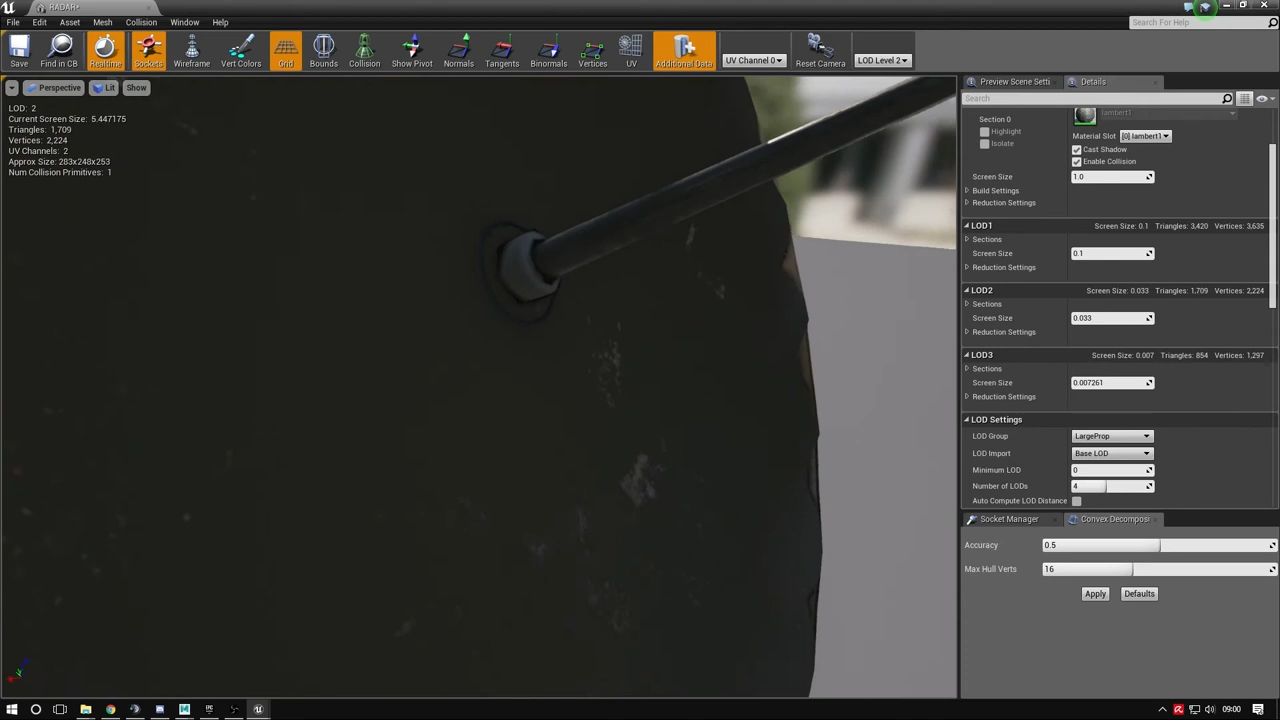 RADAR*
File Edit Asset Mesh Collision Window Help
Search For Help
Save Find in CB Realtime Sockets Wireframe Vert Colors Grid Bounds Collision Show Pivot Normals Tangents Binormals Vertices UV Additional Data UV Channel 0 Reset Camera LOD Level 2
Perspective Lit Show
LOD: 2
Current Screen Size: 5.447175
Triangles: 1,709
Vertices: 2,224
UV Channels: 2
Approx Size: 283x248x253
Num Collision Primitives: 1
Preview Scene Setti Details
Search
lambert1
Section 0
Highlight
Isolate
Material Slot [0] lambert1
Cast Shadow
Enable Collision
Screen Size 1.0
Build Settings
Reduction Settings
LOD1 Screen Size: 0.1 Triangles: 3,420 Vertices: 3,635
Sections
Screen Size 0.1
Reduction Settings
LOD2 Screen Size: 0.033 Triangles: 1,709 Vertices: 2,224
Sections
Screen Size 0.033
Reduction Settings
LOD3 Screen Size: 0.007 Triangles: 854 Vertices: 1,297
Sections
Screen Size 0.007261
Reduction Settings
LOD Settings
LOD Group LargeProp
LOD Import Base LOD
Minimum LOD 0
Number of LODs 4
Auto Compute LOD Distance
Socket Manager Convex Decomposi
Accuracy 0.5
Max Hull Verts 16
Apply Defaults
09:00